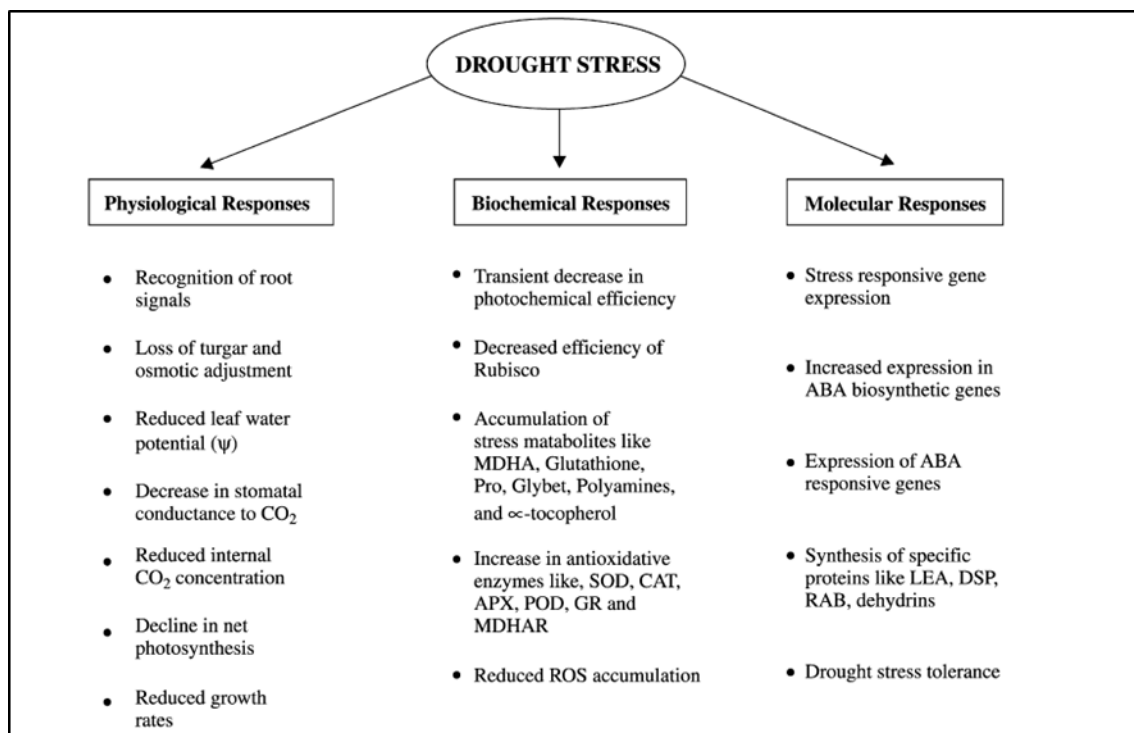 DROUGHT STRESS
Physiological Responses
• Recognition of root
signals
• Loss of turgar and
osmotic adjustment
• Reduced leaf water
potential (ψ)
• Decrease in stomatal
conductance to CO₂
• Reduced internal
CO₂ concentration
• Decline in net
photosynthesis
• Reduced growth
rates
Biochemical Responses
• Transient decrease in
photochemical efficiency
• Decreased efficiency of
Rubisco
• Accumulation of
stress matabolites like
MDHA, Glutathione,
Pro, Glybet, Polyamines,
and ∝-tocopherol
• Increase in antioxidative
enzymes like, SOD, CAT,
APX, POD, GR and
MDHAR
• Reduced ROS accumulation
Molecular Responses
• Stress responsive gene
expression
• Increased expression in
ABA biosynthetic genes
• Expression of ABA
responsive genes
• Synthesis of specific
proteins like LEA, DSP,
RAB, dehydrins
• Drought stress tolerance